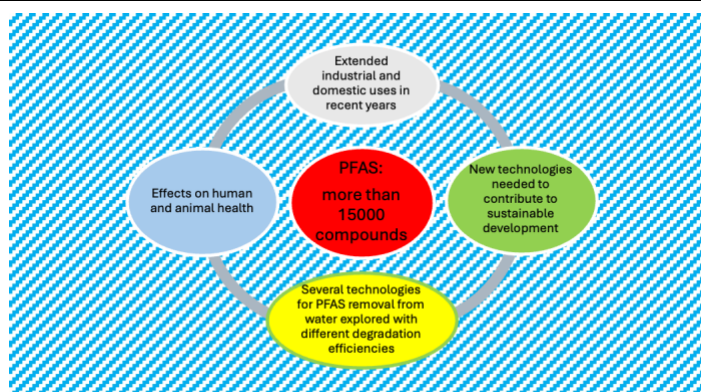 Extended
industrial and
domestic uses in
recent years
Effects on human
and animal health
PFAS:
more than
15000
compounds
New technologies
needed to
contribute to
sustainable
development
Several technologies
for PFAS removal from
water explored with
different degradation
efficiencies